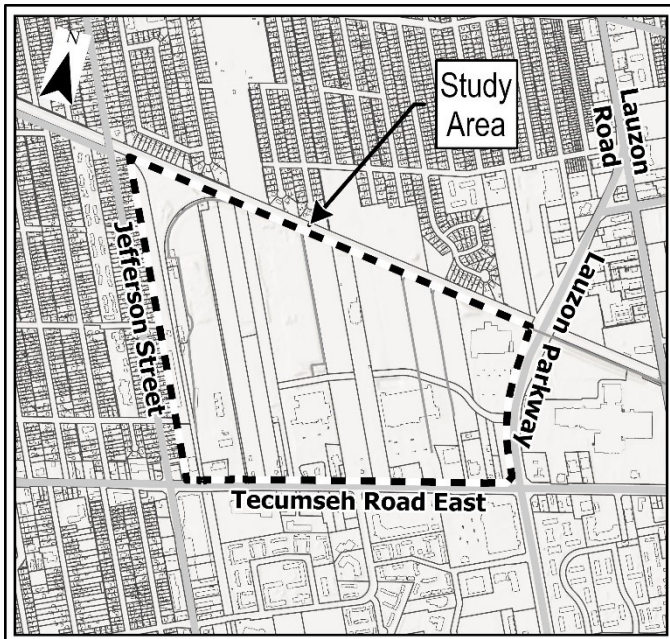 N
Study
Area
Lauzon
Road
Jefferson Street
Lauzon Parkway
Tecumseh Road East